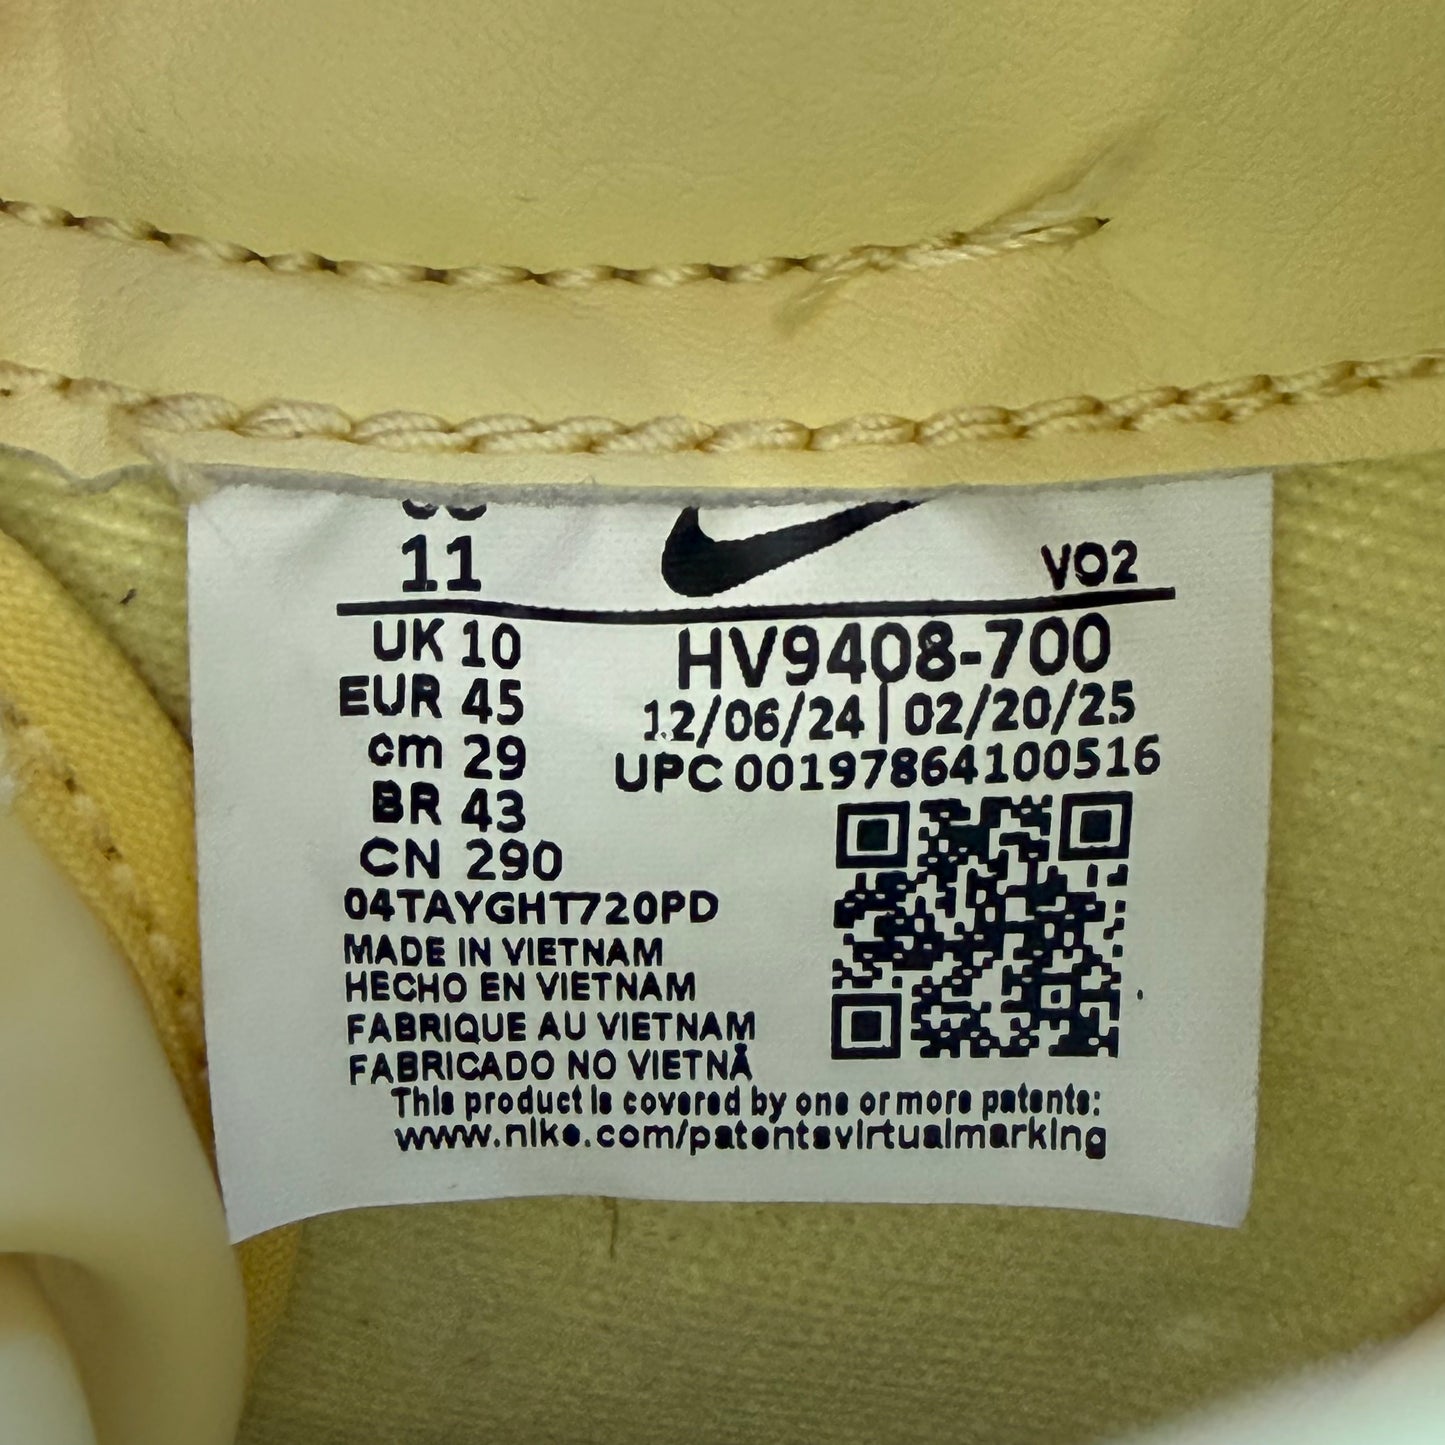 11
VO2
UK 10
EUR 45
cm 29
BR 43
CN 290
HV9408-700
12/06/24 | 02/20/25
UPC 00197864100516
04TAYGHT720PD
MADE IN VIETNAM
HECHO EN VIETNAM
FABRIQUE AU VIETNAM
FABRICADO NO VIETNÃ
This product is covered by one or more patents:
www.nike.com/patentsvirtualmarking